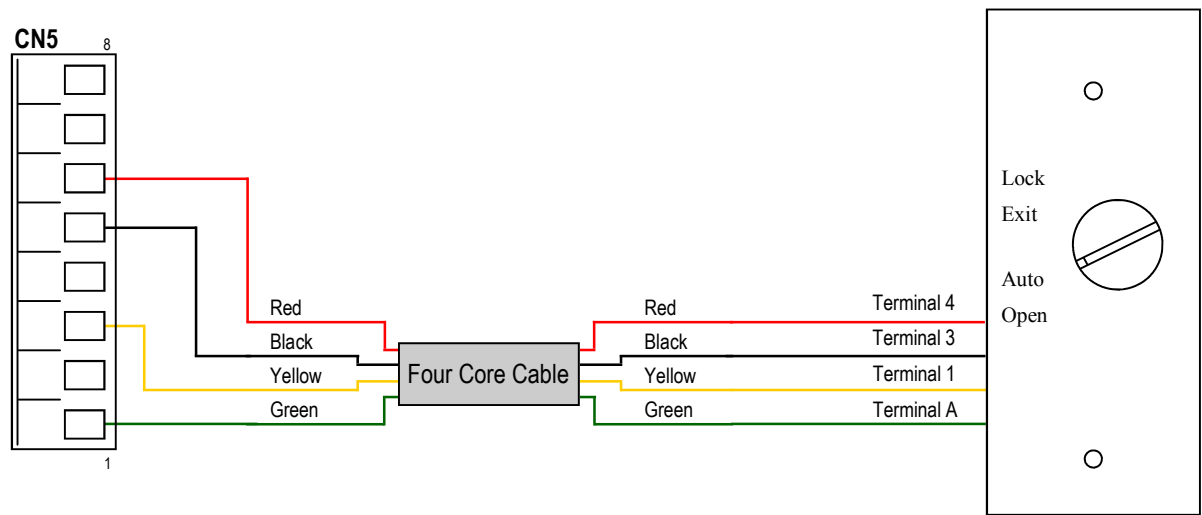 CN5
8
Lock
Exit
Auto
Open
Red
Red
Terminal 4
Black
Black
Terminal 3
Four Core Cable
Yellow
Yellow
Terminal 1
Green
Green
Terminal A
1